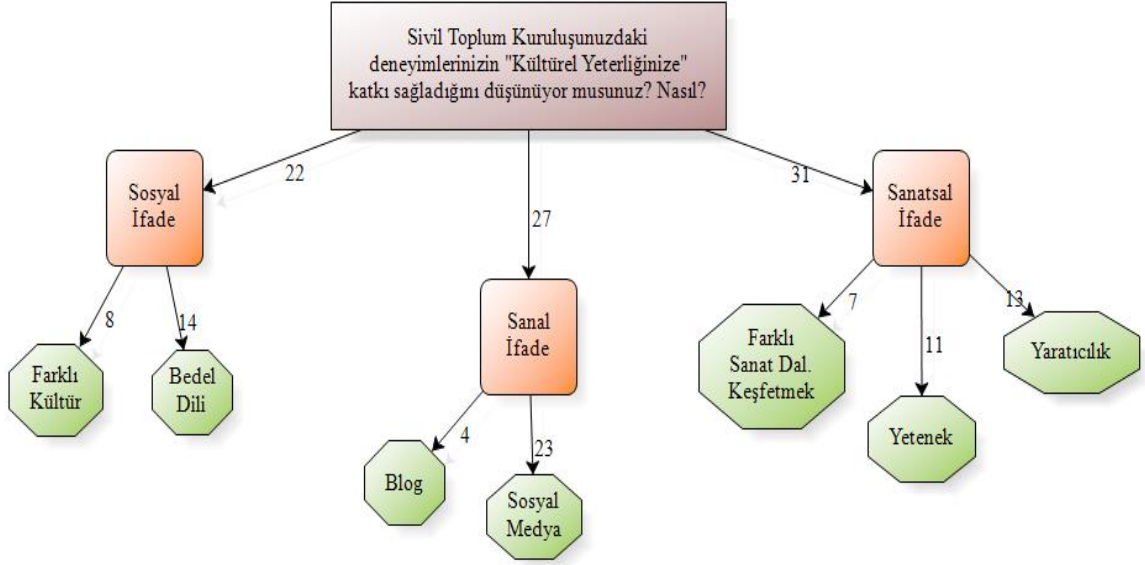 Sivil Toplum Kuruluşunuzdaki
deneyimlerinizin "Kültürel Yeterliğinize"
katkı sağladığını düşünüyor musunuz? Nasıl?
22
27
31
Sosyal
İfade
Sanal
İfade
Sanatsal
İfade
8
14
4
23
7
11
13
Farklı
Kültür
Bedel
Dili
Blog
Sosyal
Medya
Farklı
Sanat Dal.
Keşfetmek
Yetenek
Yaratıcılık